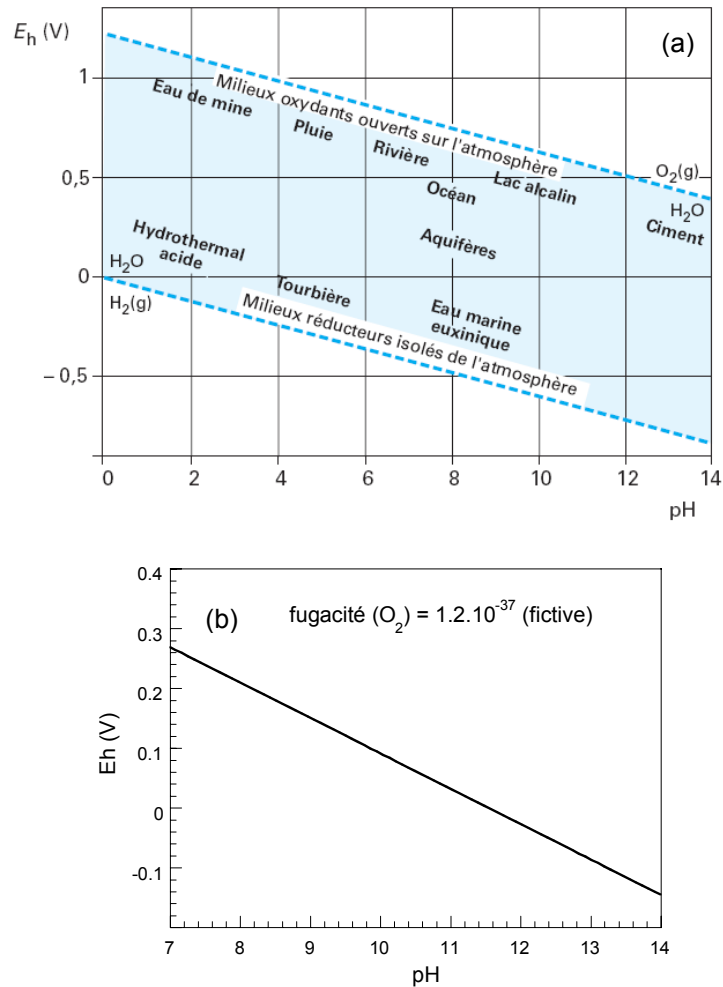 E_h (V)
(a)
1
0,5
0
– 0,5
Milieux oxydants ouverts sur l'atmosphère
Eau de mine
Pluie
Rivière
Lac alcalin
O₂(g)
H₂O
Océan
Ciment
Aquifères
Hydrothermal
acide
H₂O
H₂(g)
Tourbière
Eau marine
euxinique
Milieux réducteurs isolés de l'atmosphère
0 2 4 6 8 10 12 14
pH
(b) fugacité (O₂) = 1.2.10⁻³⁷ (fictive)
Eh (V)
0.4
0.3
0.2
0.1
0
-0.1
7 8 9 10 11 12 13 14
pH